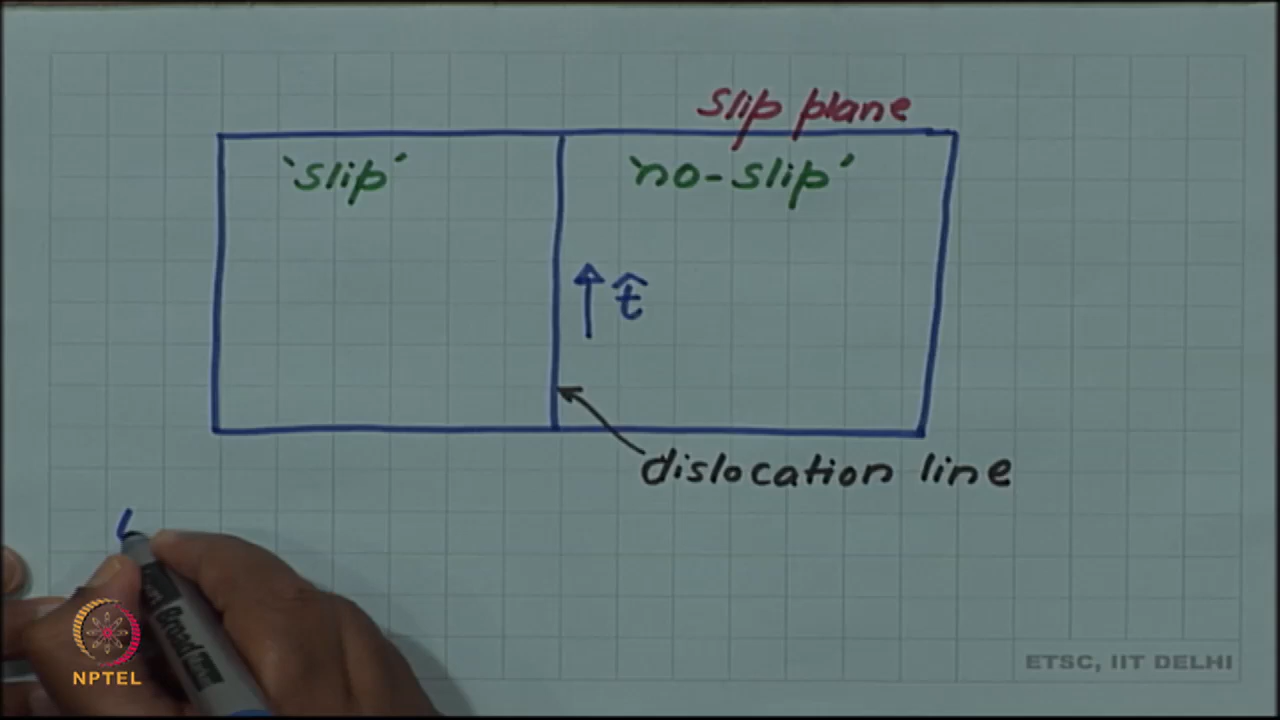 slip plane
'slip'
'no-slip'
t̂
dislocation line
NPTEL
ETSC, IIT DELHI